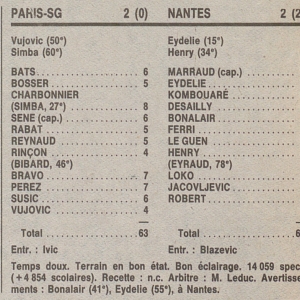 PARIS-SG 2 (0) NANTES 2 (2
Vujovic (50°) Eydelie (15°)
Simba (60°) Henry (34°)
BATS 6 MARRAUD (cap.)
BOSSER 5 EYDELIE
CHARBONNIER KOMBOUARÉ
(SIMBA, 27°) 8 DESAILLY
SENE (cap.) 6 BONALAIR
RABAT 5 FERRI
REYNAUD 5 LE GUEN
RINÇON 4 HENRY
(BIBARD, 46°) (EYRAUD, 78°)
BRAVO 7 LOKO
PEREZ 7 JACOVLJEVIC
SUSIC 6 ROBERT
VUJOVIC 4
Total 63 Total
Entr. : Ivic Entr. : Blazevic
Temps doux. Terrain en bon état. Bon éclairage. 14 059 spec
(+ 4 854 scolaires). Recette : n.c. Arbitre : M. Leduc. Avertisse
ments : Bonalair (41°), Eydelie (55°), à Nantes.